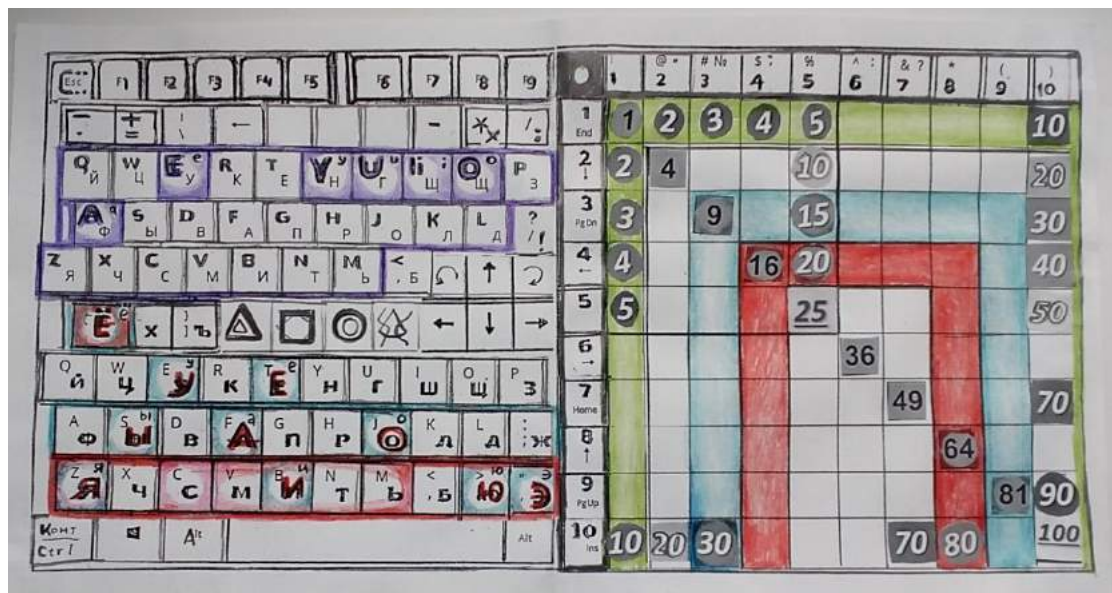 Esc F1 F2 F3 F4 F5 F6 F7 F8 F9
- + = \ ← - * × / . :
Q Й W Ц E e У R К T Е Y y Н U u Г I i Щ O o Щ P З
A a Ф S Ы D В F А G П H Р J О K Л L Д ? / !
Z Я X Ч C С V М B И N Т M Ь < , Б ↑
Ё ё х } ] ъ ← ↓ →
Q Й W Ц E У у R К T Е е Y Н U Г I Ш O Щ P З
A Ф S Ы ы D В F А а G П H Р J О о K Л L Д : ; Ж
Z Я я X Ч C С V М B И и N Т M Ь < , Б > . Ю ю " ' Э э
Конт Ctrl Alt Alt
! 1 @ " 2 # № 3 $ ; 4 % 5 ^ : 6 & ? 7 * 8 ( 9 ) 10
1 End 1 2 3 4 5 10
2 ↓ 2 4 10 20
3 PgDn 3 9 15 30
4 ← 4 16 20 40
5 5 25 50
6 → 36
7 Home 49 70
8 ↑ 64
9 PgUp 81 90
10 Ins 10 20 30 70 80 100